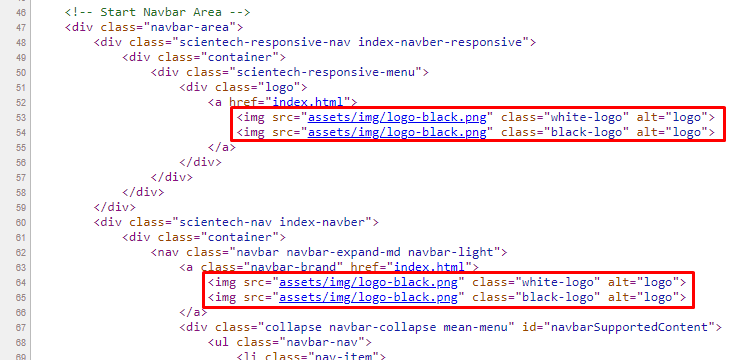 46 <!-- Start Navbar Area -->
47 <div class="navbar-area">
48 <div class="scientech-responsive-nav index-navber-responsive">
49 <div class="container">
50 <div class="scientech-responsive-menu">
51 <div class="logo">
52 <a href="index.html">
53 <img src="assets/img/logo-black.png" class="white-logo" alt="logo">
54 <img src="assets/img/logo-black.png" class="black-logo" alt="logo">
55 </a>
56 </div>
57 </div>
58 </div>
59 </div>
60 <div class="scientech-nav index-navber">
61 <div class="container">
62 <nav class="navbar navbar-expand-md navbar-light">
63 <a class="navbar-brand" href="index.html">
64 <img src="assets/img/logo-black.png" class="white-logo" alt="logo">
65 <img src="assets/img/logo-black.png" class="black-logo" alt="logo">
66 </a>
67 <div class="collapse navbar-collapse mean-menu" id="navbarSupportedContent">
68 <ul class="navbar-nav">
69 <li class="nav-item">